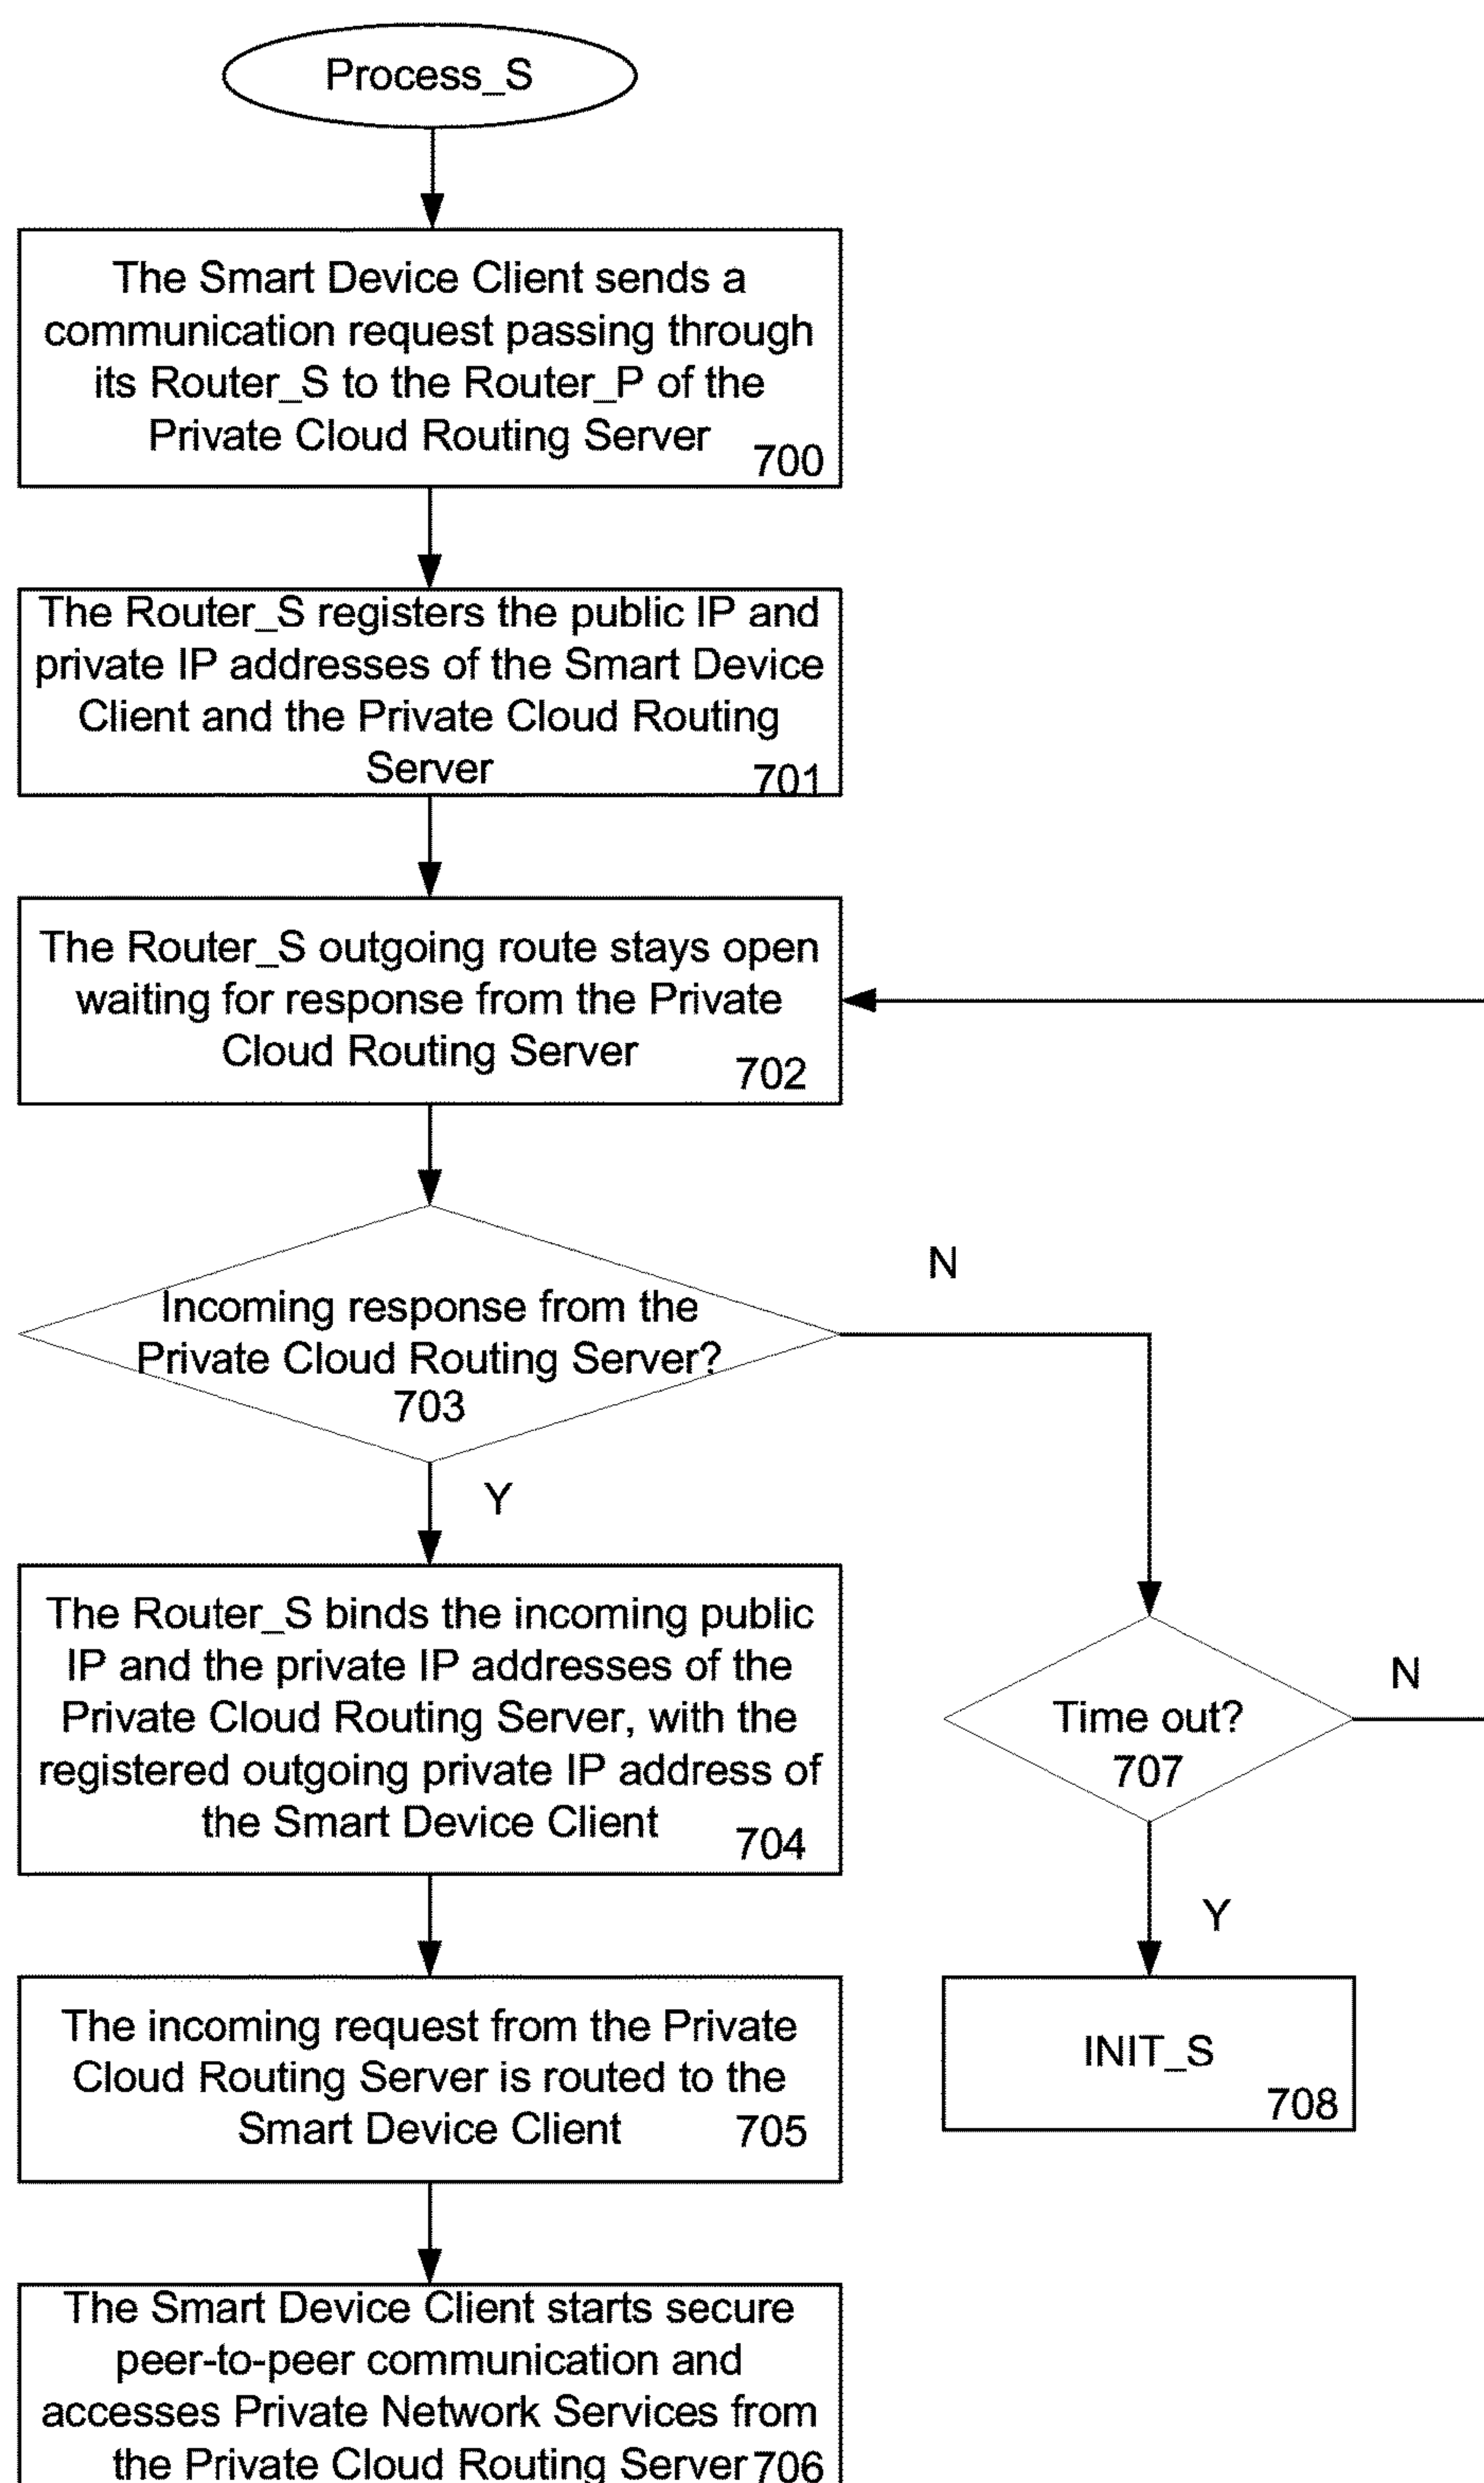 Process_S
The Smart Device Client sends a
communication request passing through
its Router_S to the Router_P of the
Private Cloud Routing Server
700
The Router_S registers the public IP and
private IP addresses of the Smart Device
Client and the Private Cloud Routing
Server
701
The Router_S outgoing route stays open
waiting for response from the Private
Cloud Routing Server
702
Incoming response from the
Private Cloud Routing Server?
703
N
Y
The Router_S binds the incoming public
IP and the private IP addresses of the
Private Cloud Routing Server, with the
registered outgoing private IP address of
the Smart Device Client
704
Time out?
707
N
Y
The incoming request from the Private
Cloud Routing Server is routed to the
Smart Device Client
705
INIT_S
708
The Smart Device Client starts secure
peer-to-peer communication and
accesses Private Network Services from
the Private Cloud Routing Server 706